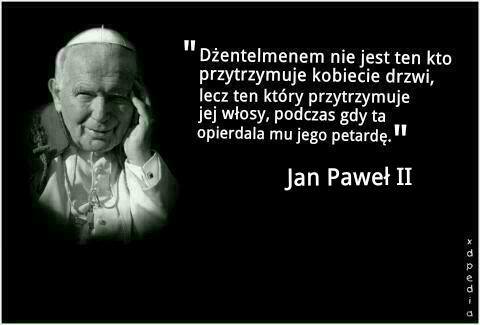 "Dżentelmenem nie jest ten kto
przytrzymuje kobiecie drzwi,
lecz ten który przytrzymuje
jej włosy, podczas gdy ta
opierdala mu jego petardę."
Jan Paweł II
xdpedia